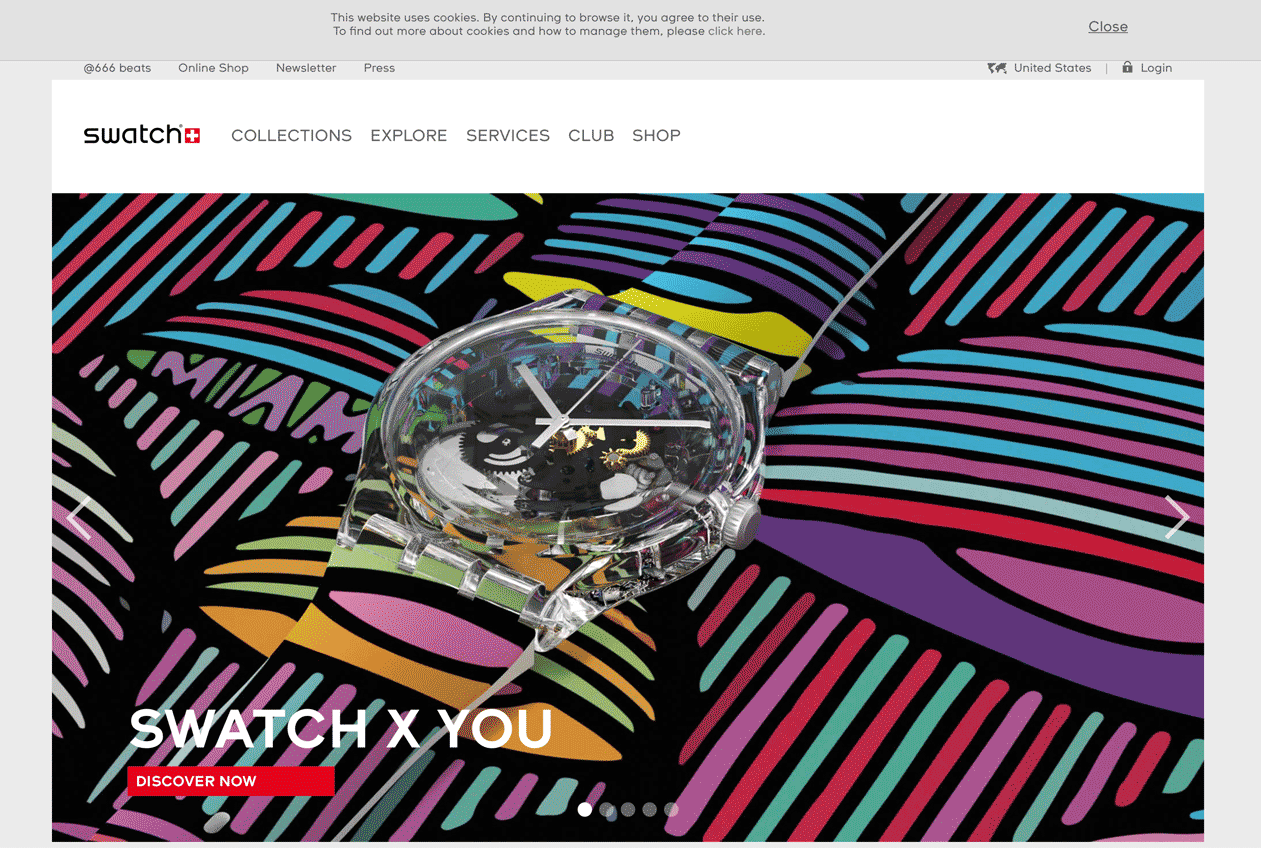 This website uses cookies. By continuing to browse it, you agree to their use.
To find out more about cookies and how to manage them, please click here.
Close
@666 beats Online Shop Newsletter Press
United States | Login
swatch
COLLECTIONS EXPLORE SERVICES CLUB SHOP
swatch
MIAMI
SWATCH X YOU
DISCOVER NOW